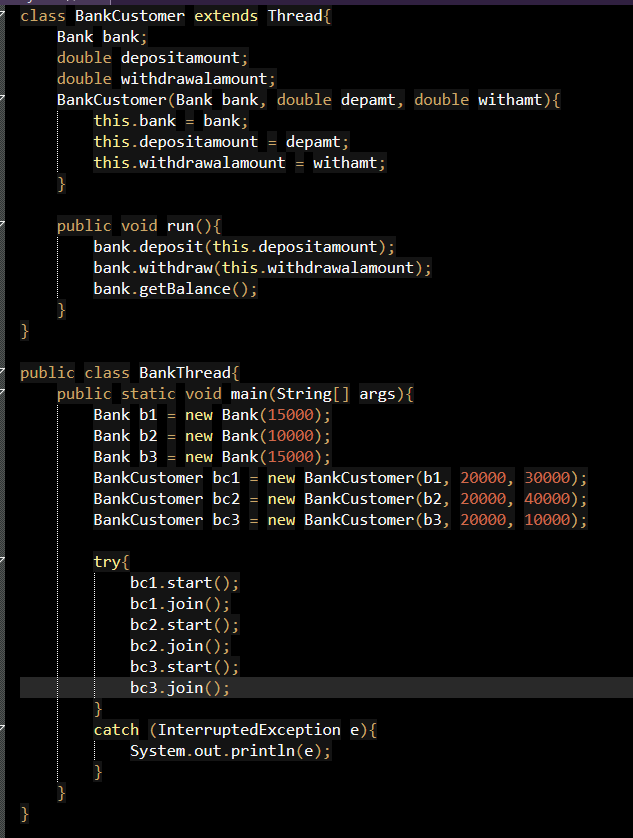 class BankCustomer extends Thread{
    Bank bank;
    double depositamount;
    double withdrawalamount;
    BankCustomer(Bank bank, double depamt, double withamt){
        this.bank = bank;
        this.depositamount = depamt;
        this.withdrawalamount = withamt;
    }

    public void run(){
        bank.deposit(this.depositamount);
        bank.withdraw(this.withdrawalamount);
        bank.getBalance();
    }
}

public class BankThread{
    public static void main(String[] args){
        Bank b1 = new Bank(15000);
        Bank b2 = new Bank(10000);
        Bank b3 = new Bank(15000);
        BankCustomer bc1 = new BankCustomer(b1, 20000, 30000);
        BankCustomer bc2 = new BankCustomer(b2, 20000, 40000);
        BankCustomer bc3 = new BankCustomer(b3, 20000, 10000);

        try{
            bc1.start();
            bc1.join();
            bc2.start();
            bc2.join();
            bc3.start();
            bc3.join();
        }
        catch (InterruptedException e){
            System.out.println(e);
        }
    }
}